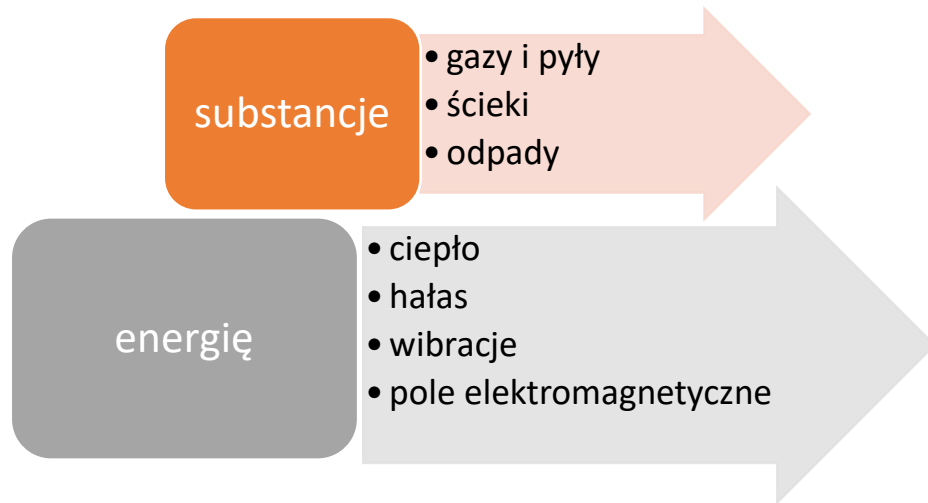 substancje
• gazy i pyły
• ścieki
• odpady
energię
• ciepło
• hałas
• wibracje
• pole elektromagnetyczne